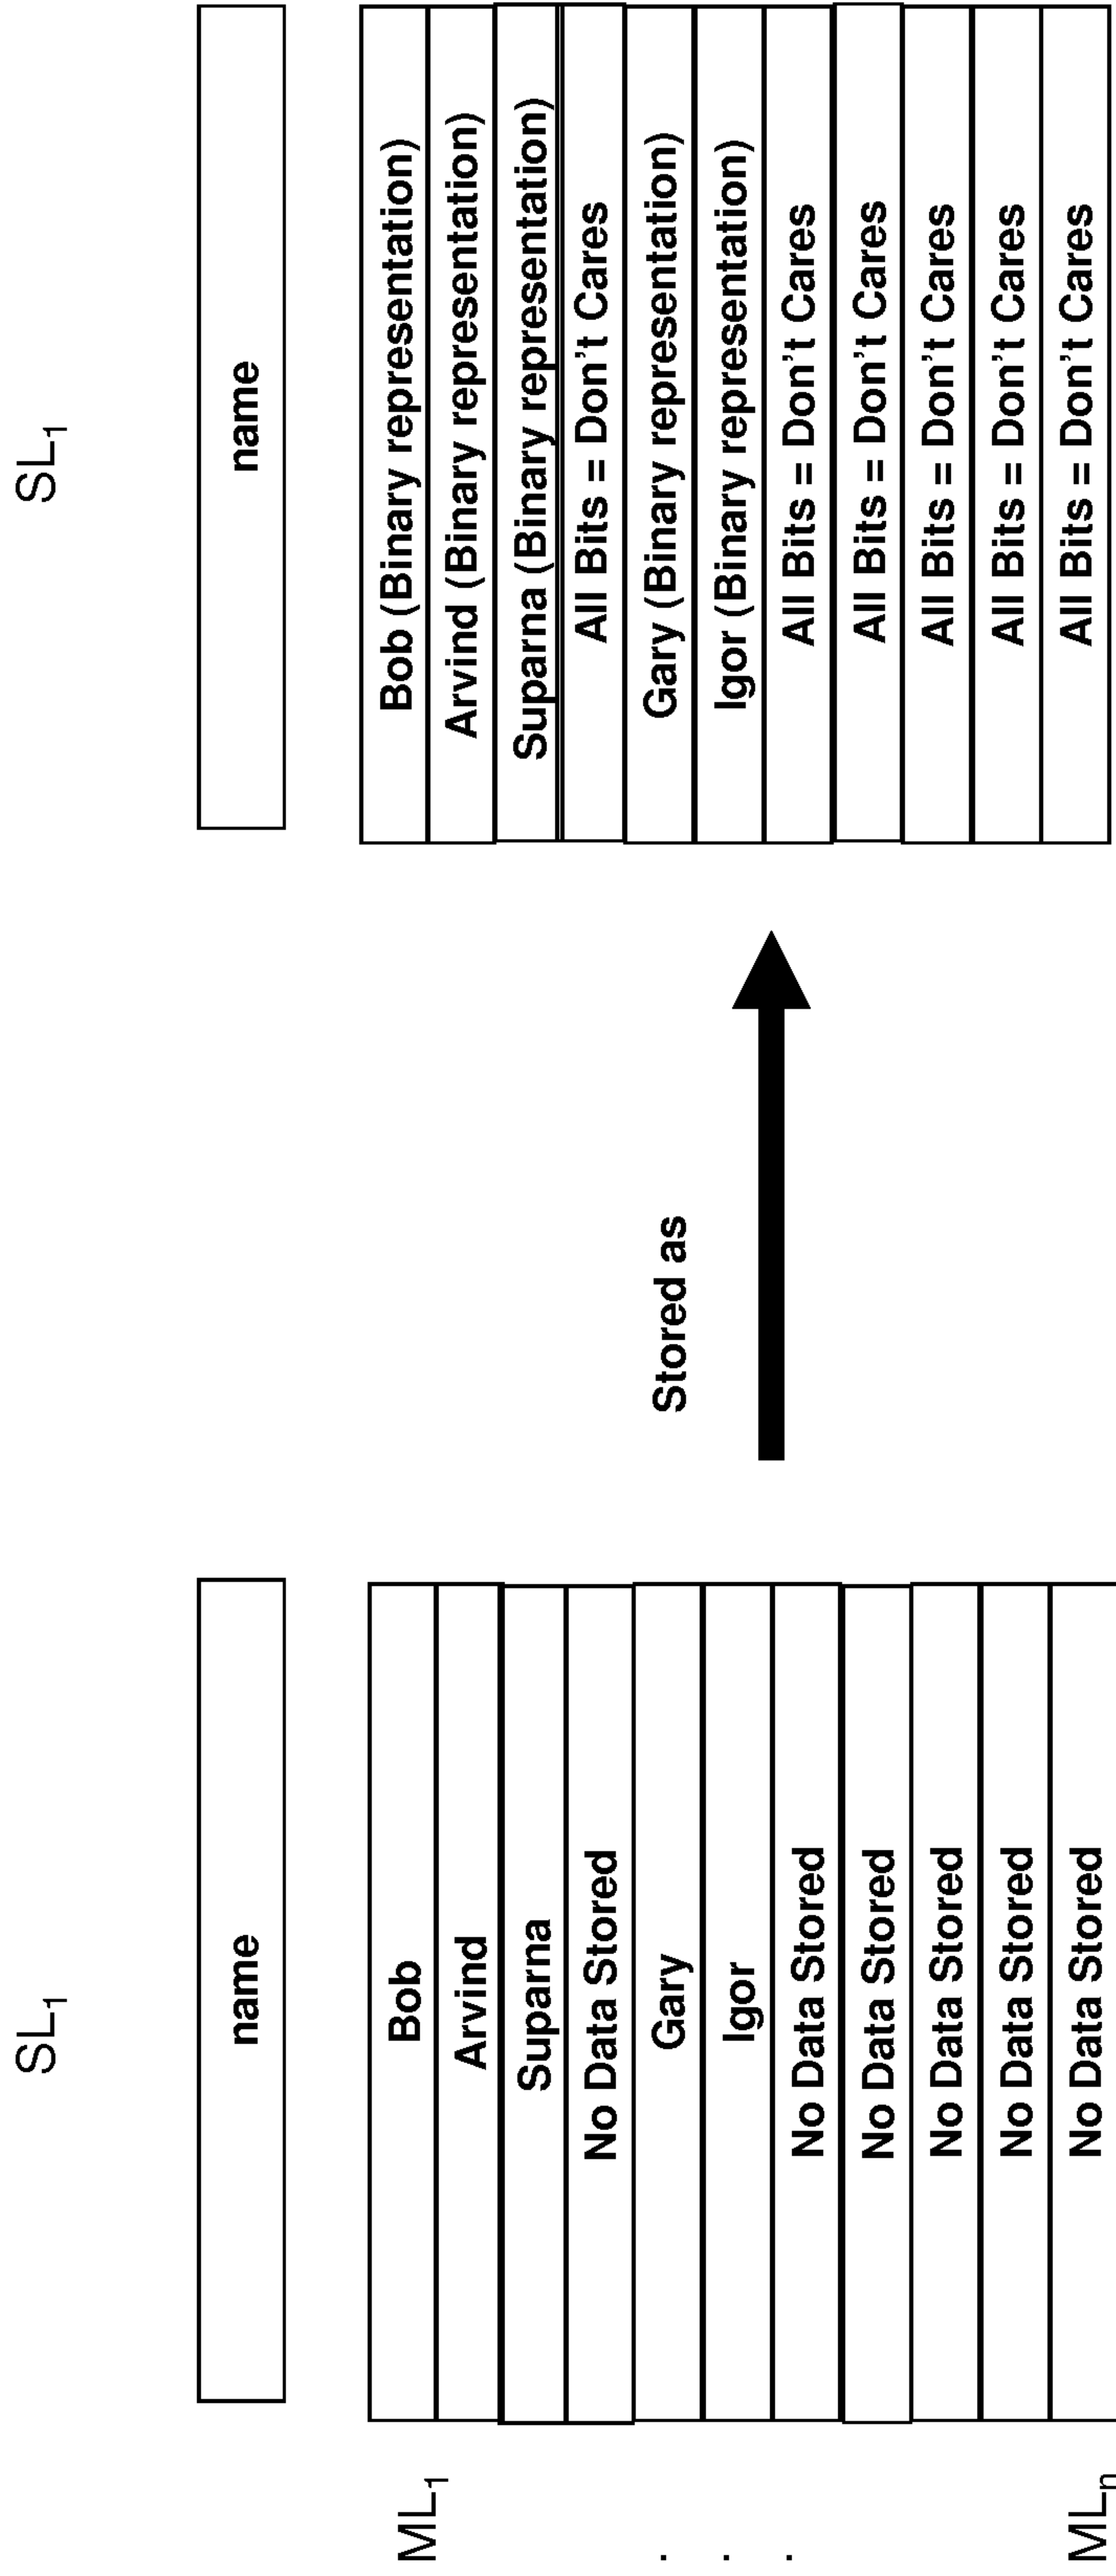 SL1
SL1
name
name
ML1
Bob
Bob (Binary representation)
Arvind
Arvind (Binary representation)
Suparna
Suparna (Binary representation)
No Data Stored
All Bits = Don't Cares
.
.
.
Stored as
Gary
Gary (Binary representation)
Igor
Igor (Binary representation)
No Data Stored
All Bits = Don't Cares
No Data Stored
All Bits = Don't Cares
No Data Stored
All Bits = Don't Cares
No Data Stored
All Bits = Don't Cares
MLn
No Data Stored
All Bits = Don't Cares